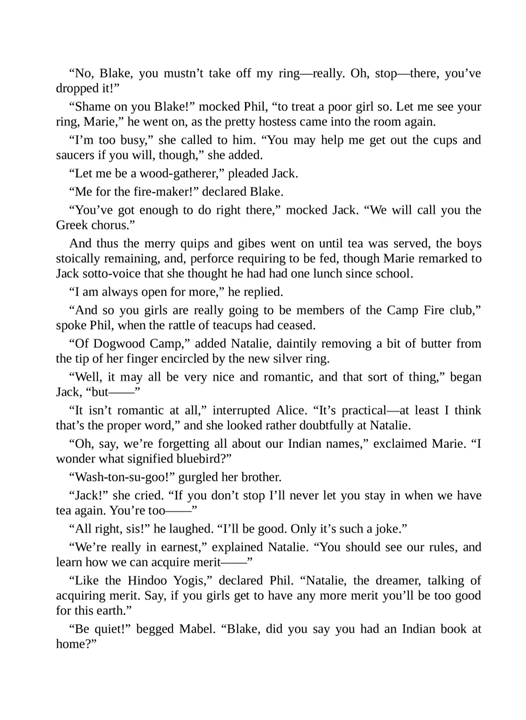 “No, Blake, you mustn’t take off my ring—really. Oh, stop—there, you’ve
dropped it!”
“Shame on you Blake!” mocked Phil, “to treat a poor girl so. Let me see your
ring, Marie,” he went on, as the pretty hostess came into the room again.
“I’m too busy,” she called to him. “You may help me get out the cups and
saucers if you will, though,” she added.
“Let me be a wood-gatherer,” pleaded Jack.
“Me for the fire-maker!” declared Blake.
“You’ve got enough to do right there,” mocked Jack. “We will call you the
Greek chorus.”
And thus the merry quips and gibes went on until tea was served, the boys
stoically remaining, and, perforce requiring to be fed, though Marie remarked to
Jack sotto-voice that she thought he had had one lunch since school.
“I am always open for more,” he replied.
“And so you girls are really going to be members of the Camp Fire club,”
spoke Phil, when the rattle of teacups had ceased.
“Of Dogwood Camp,” added Natalie, daintily removing a bit of butter from
the tip of her finger encircled by the new silver ring.
“Well, it may all be very nice and romantic, and that sort of thing,” began
Jack, “but——”
“It isn’t romantic at all,” interrupted Alice. “It’s practical—at least I think
that’s the proper word,” and she looked rather doubtfully at Natalie.
“Oh, say, we’re forgetting all about our Indian names,” exclaimed Marie. “I
wonder what signified bluebird?”
“Wash-ton-su-goo!” gurgled her brother.
“Jack!” she cried. “If you don’t stop I’ll never let you stay in when we have
tea again. You’re too——”
“All right, sis!” he laughed. “I’ll be good. Only it’s such a joke.”
“We’re really in earnest,” explained Natalie. “You should see our rules, and
learn how we can acquire merit——”
“Like the Hindoo Yogis,” declared Phil. “Natalie, the dreamer, talking of
acquiring merit. Say, if you girls get to have any more merit you’ll be too good
for this earth.”
“Be quiet!” begged Mabel. “Blake, did you say you had an Indian book at
home?”